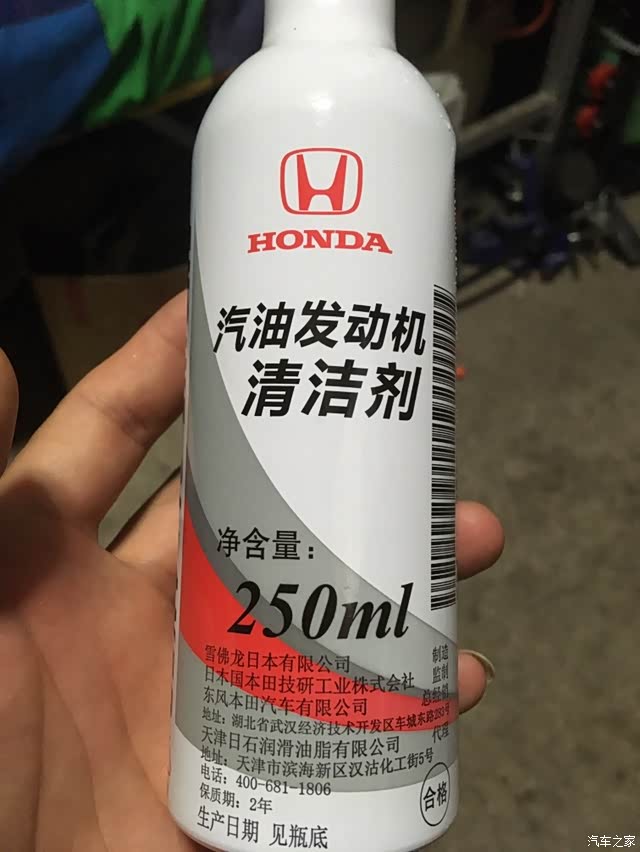 HONDA
汽油发动机
清洁剂
净含量：
250ml
雪佛龙日本有限公司 制造
日本国本田技研工业株式会社 监制
东风本田汽车有限公司 总经销
地址：湖北省武汉经济技术开发区车城东路283号
天津日石润滑油脂有限公司 代理
地址：天津市滨海新区汉沽化工街5号
电话：400-681-1806
保质期：2年
生产日期 见瓶底
合格
汽车之家